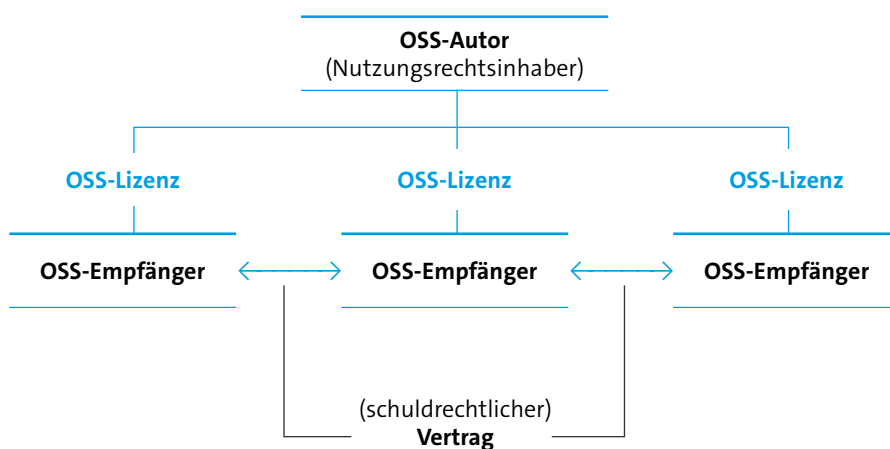 OSS-Autor
(Nutzungsrechtsinhaber)
OSS-Lizenz OSS-Lizenz OSS-Lizenz
OSS-Empfänger OSS-Empfänger OSS-Empfänger
(schuldrechtlicher)
Vertrag